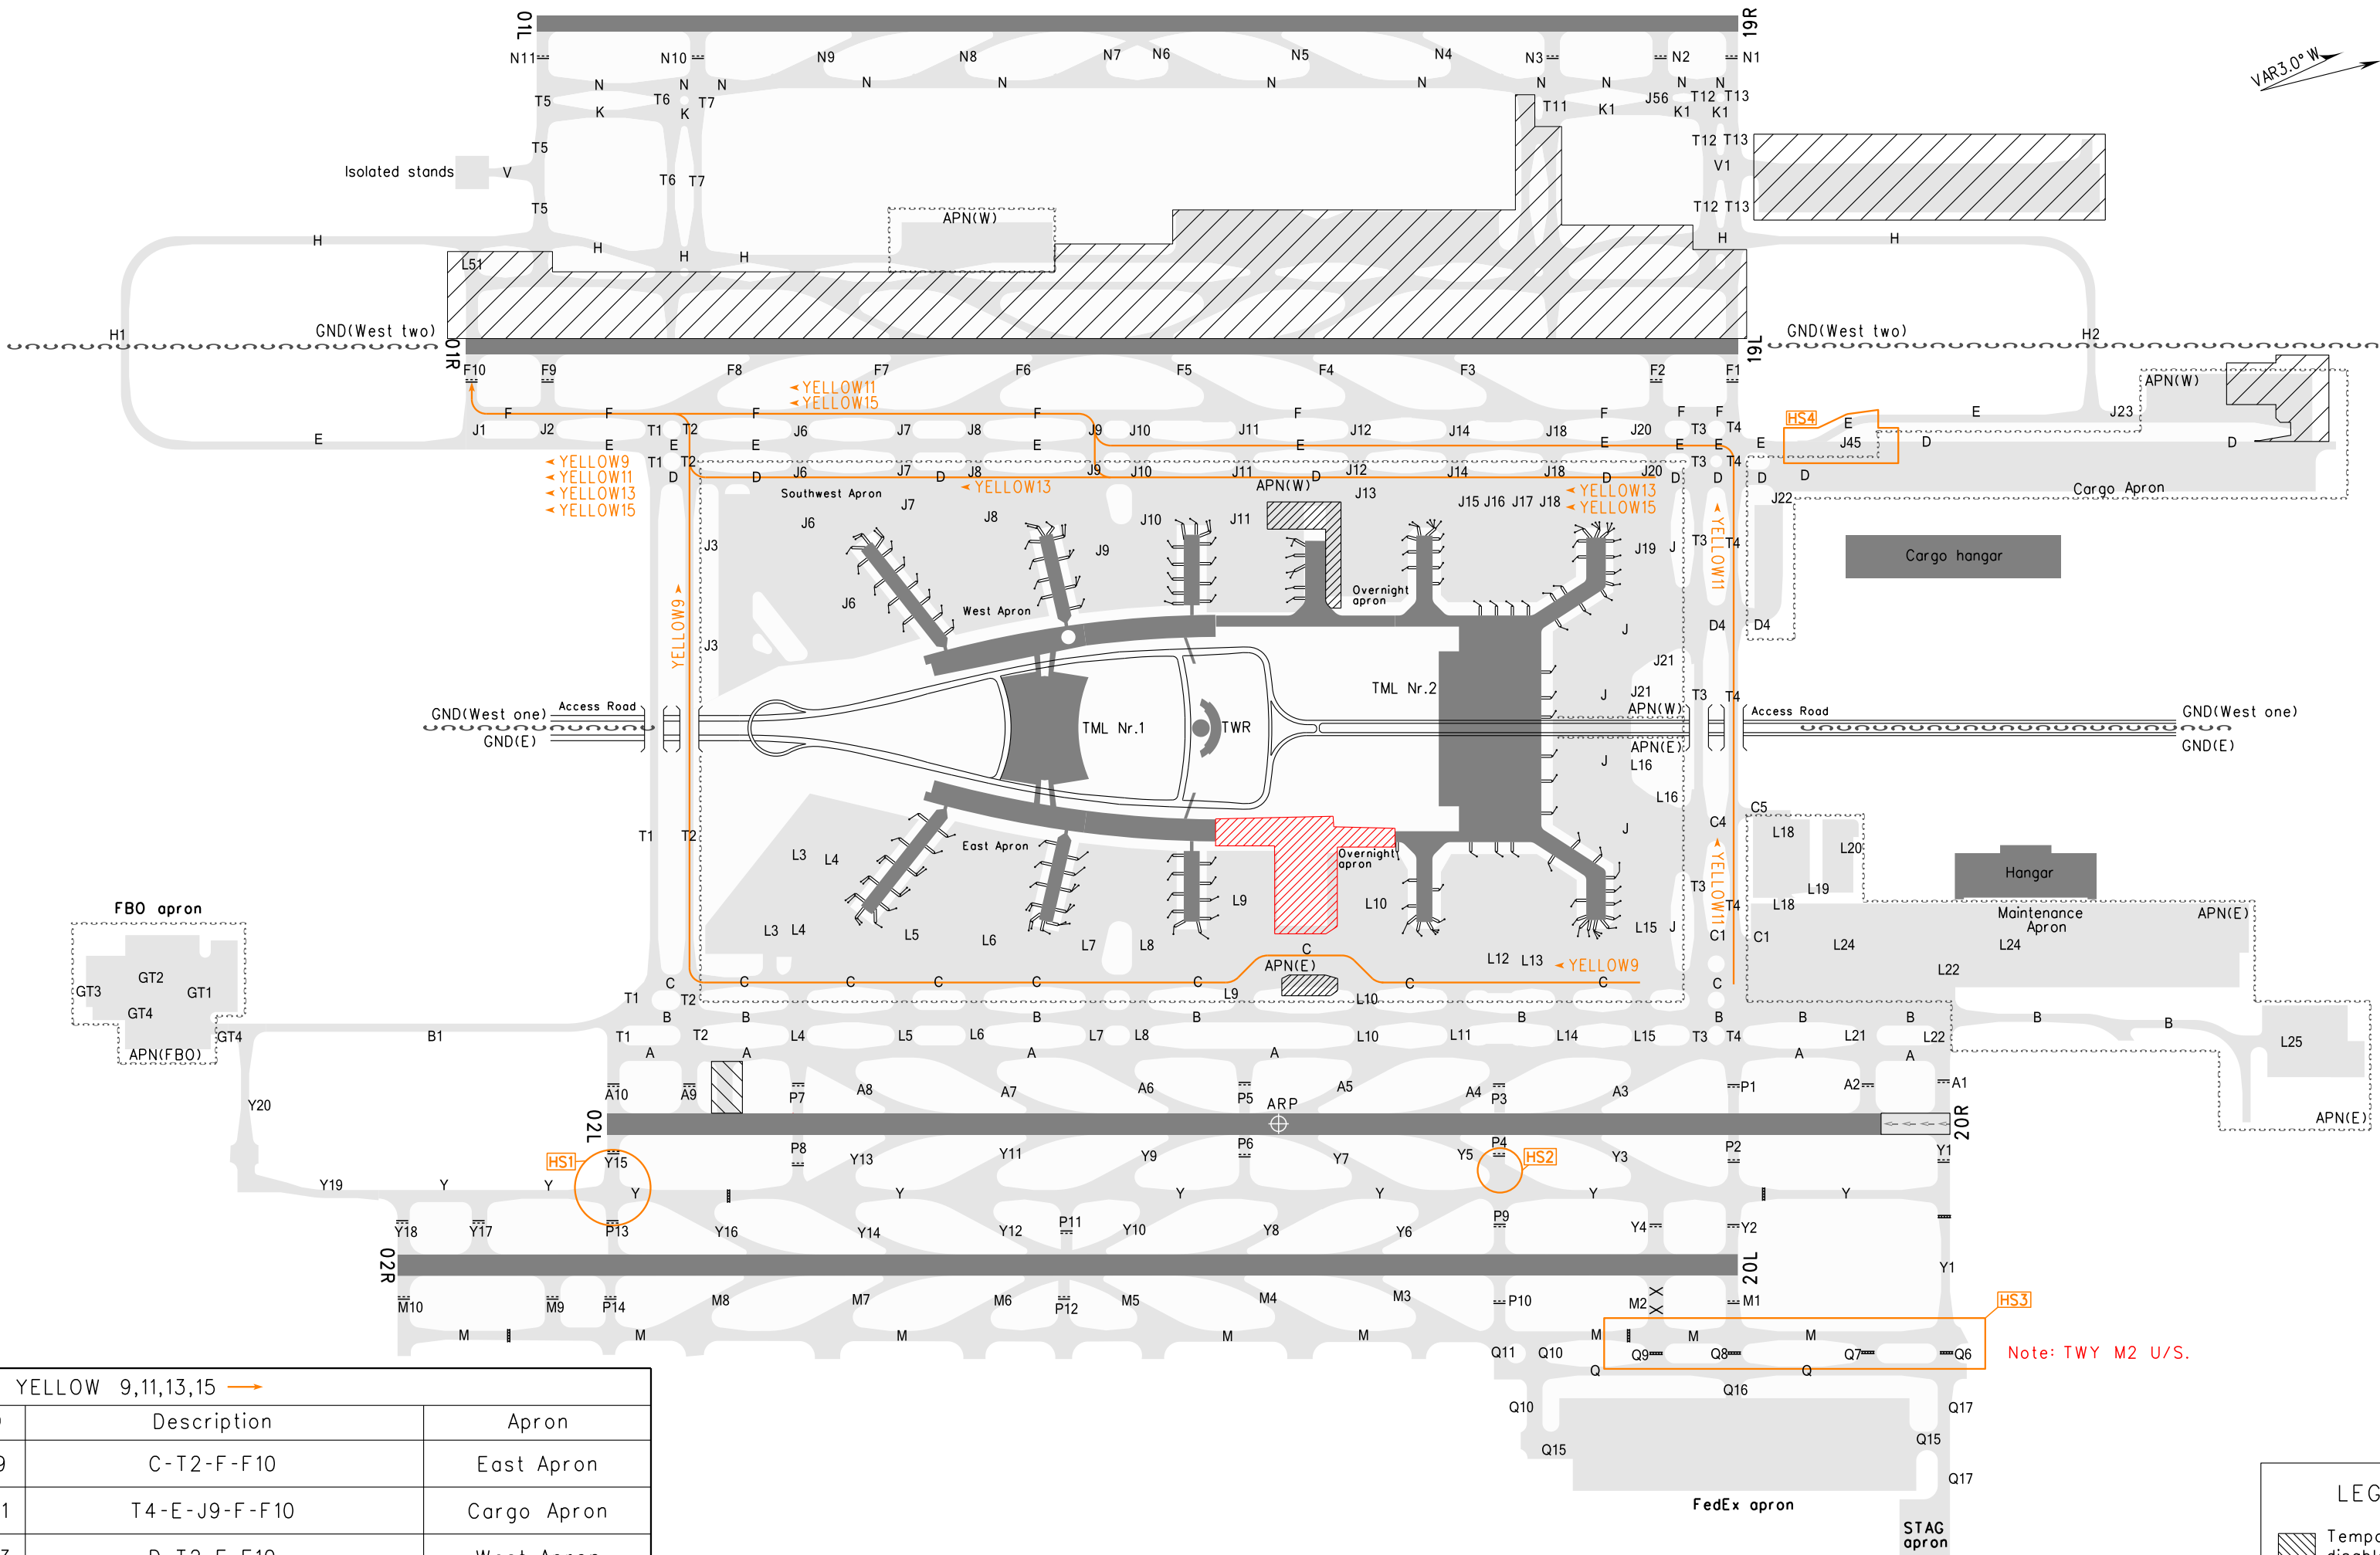 01L 19R
N11 N10 N9 N8 N7 N6 N5 N4 N3 N2 N1
VAR3.0° W
N N N N N N N N N N N
T5 T6 T7 T11 K1 J56 T12 T13
K K K1 K1
T5 T12 T13
Isolated stands V T6 T7 V1
T5 APN(W) T12 T13
H H H H H H
L51
H1 GND(West two) GND(West two) H2
01R 19L
F10 F9 F8 F7 F6 F5 F4 F3 F2 F1 APN(W)
YELLOW11
YELLOW15
F F F F F F F F E J23
HS4
E
J1 J2 T1 T2 J6 J7 J8 J9 J10 J11 J12 J14 J18 J20 T3 T4
E E E E E E E E E E J45 D D
YELLOW9 T1 T2 T3 T4
YELLOW11 J6 J7 J8 J9 J10 J11 J12 J14 J18 J20
D D D D D D D D D
YELLOW13
YELLOW15
Southwest Apron YELLOW13 APN(W) J13 YELLOW13 Cargo Apron
YELLOW15
J6 J7 J8 J10 J11 J15 J16 J17 J18 J22
J3 J9 J19 J T3 T4 YELLOW11
Cargo hangar
YELLOW9 J6 West Apron Overnight
apron
J3 J D4 D4
J21
TML Nr.2 J J21 T3 T4
GND(West one) Access Road APN(W) Access Road GND(West one)
TML Nr.1 TWR
GND(E) APN(E) GND(E)
J L16
L16 C5
T1 T2 J C4 L18
L3 L4 East Apron Overnight
apron
L20
YELLOW11
Hangar
T3 L19
FBO apron L9 L10 T4 L18 Maintenance
Apron
APN(E)
L3 L4 L5 L6 L7 L8 L15 J C1 C1 L24 L24
C L12 L13 YELLOW9 L22
APN(E)
GT2
GT3 GT1
GT4
C C C C C C C C C C
T1 T2 L9 L10
B B B B B B B B B B
APN(FBO) GT4 B1 T1 T2 L4 L5 L6 L7 L8 L10 L11 L14 L15 T3 T4 L21 L22 L25
A A A A A A
A10 A9 P7 A8 A7 A6 P5 A5 A4 P3 A3 P1 A2 A1
Y20 ARP APN(E)
02L 20R
HS1 Y15 P8 Y13 Y11 Y9 P6 Y7 Y5 P4 HS2 Y3 P2 Y1
Y19 Y Y Y Y Y Y Y Y
Y18 Y17 P13 Y16 Y14 Y12 P11 Y10 Y8 Y6 P9 Y4 Y2
02R 20L Y1
M10 M9 P14 M8 M7 M6 P12 M5 M4 M3 P10 M2 M1 HS3
M M M M M M M M
Q11 Q10 Q9 Q8 Q7 Q6 Note: TWY M2 U/S.
Q Q
Q16
Q10 Q17
Q15 Q15
Q17
FedEx apron
STAG
apron
YELLOW 9,11,13,15
Description Apron
9 C-T2-F-F10 East Apron
1 T4-E-J9-F-F10 Cargo Apron
D-T2-F-F10 West Apron
LEG
Tempo